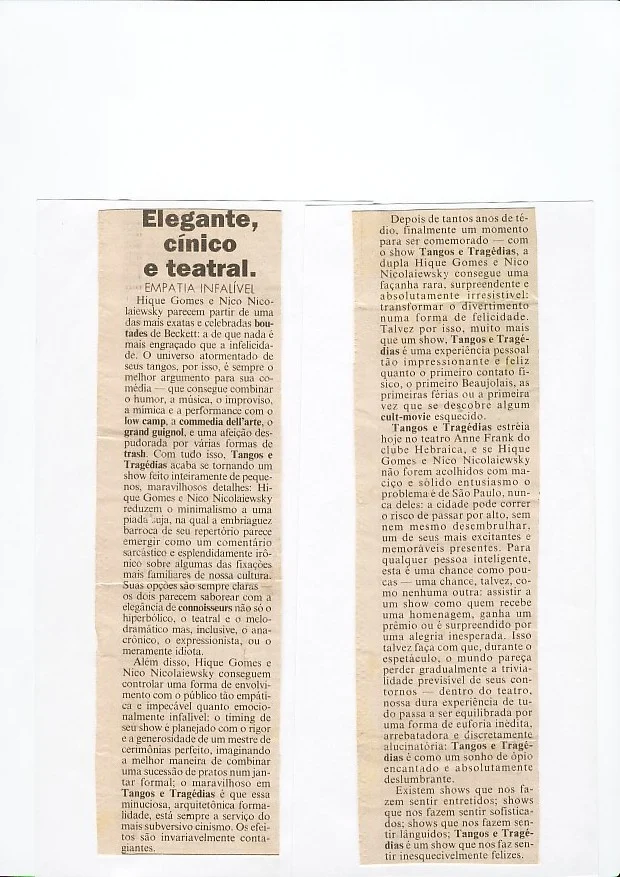 Elegante,
cínico
e teatral.
EMPATIA INFALÍVEL
Hique Gomes e Nico Nico-
laiewsky parecem partir de uma
das mais exatas e celebradas bou-
tades de Beckett: a de que nada é
mais engraçado que a infelicida-
de. O universo atormentado de
seus tangos, por isso, é sempre o
melhor argumento para sua co-
média — que consegue combinar
o humor, a música, o improviso,
a mímica e a performance com o
low camp, a commedia dell'arte, o
grand guignol, e uma afeição des-
pudorada por várias formas de
trash. Com tudo isso, Tangos e
Tragédias acaba se tornando um
show feito inteiramente de peque-
nos, maravilhosos detalhes: Hi-
que Gomes e Nico Nicolaiewsky
reduzem o minimalismo a uma
piada suja, na qual a embriaguez
barroca de seu repertório parece
emergir como um comentário
sarcástico e esplendidamente irô-
nico sobre algumas das fixações
mais familiares de nossa cultura.
Suas opções são sempre claras —
os dois parecem saborear com a
elegância de connoisseurs não só o
hiperbólico, o teatral e o melo-
dramático mas, inclusive, o ana-
crônico, o expressionista, ou o
meramente idiota.
Além disso, Hique Gomes e
Nico Nicolaiewsky conseguem
controlar uma forma de envolvi-
mento com o público tão empáti-
ca e impecável quanto emocio-
nalmente infalível: o timing de
seu show é planejado com o rigor
e a generosidade de um mestre de
cerimônias perfeito, imaginando
a melhor maneira de combinar
uma sucessão de pratos num jan-
tar formal; o maravilhoso em
Tangos e Tragédias é que essa
minuciosa, arquitetônica forma-
lidade, está sempre a serviço do
mais subversivo cinismo. Os efei-
tos são invariavelmente conta-
giantes.
Depois de tantos anos de té-
dio, finalmente um momento
para ser comemorado — com
o show Tangos e Tragédias, a
dupla Hique Gomes e Nico
Nicolaiewsky consegue uma
façanha rara, surpreendente e
absolutamente irresistível:
transformar o divertimento
numa forma de felicidade.
Talvez por isso, muito mais
que um show, Tangos e Tragé-
dias é uma experiência pessoal
tão impressionante e feliz
quanto o primeiro contato fí-
sico, o primeiro Beaujolais, as
primeiras férias ou a primeira
vez que se descobre algum
cult-movie esquecido.
Tangos e Tragédias estréia
hoje no teatro Anne Frank do
clube Hebraica, e se Hique
Gomes e Nico Nicolaiewsky
não forem acolhidos com ma-
ciço e sólido entusiasmo o
problema é de São Paulo, nun-
ca deles: a cidade pode correr
o risco de passar por alto, sem
nem mesmo desembrulhar,
um de seus mais excitantes e
memoráveis presentes. Para
qualquer pessoa inteligente,
esta é uma chance como pou-
cas — uma chance, talvez, co-
mo nenhuma outra: assistir a
um show como quem recebe
uma homenagem, ganha um
prêmio ou é surpreendido por
uma alegria inesperada. Isso
talvez faça com que, durante o
espetáculo, o mundo pareça
perder gradualmente a trivia-
lidade previsível de seus con-
tornos — dentro do teatro,
nossa dura experiência de tu-
do passa a ser equilibrada por
uma forma de euforia inédita,
arrebatadora e discretamente
alucinatória: Tangos e Tragé-
dias é como um sonho de ópio
encantado e absolutamente
deslumbrante.
Existem shows que nos fa-
zem sentir entretidos; shows
que nos fazem sentir sofistica-
dos; shows que nos fazem sen-
tir lânguidos; Tangos e Tragé-
dias é um show que nos faz sen-
tir inesquecivelmente felizes.